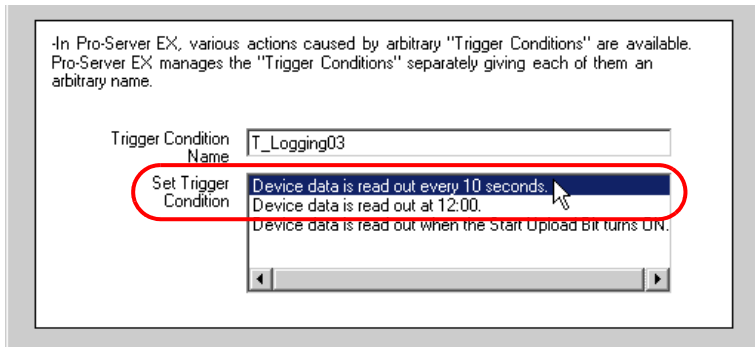 -In Pro-Server EX, various actions caused by arbitrary "Trigger Conditions" are available.
Pro-Server EX manages the "Trigger Conditions" separately giving each of them an
arbitrary name.
Trigger Condition
Name
T_Logging03
Set Trigger
Condition
Device data is read out every 10 seconds.
Device data is read out at 12:00.
Device data is read out when the Start Upload Bit turns ON.